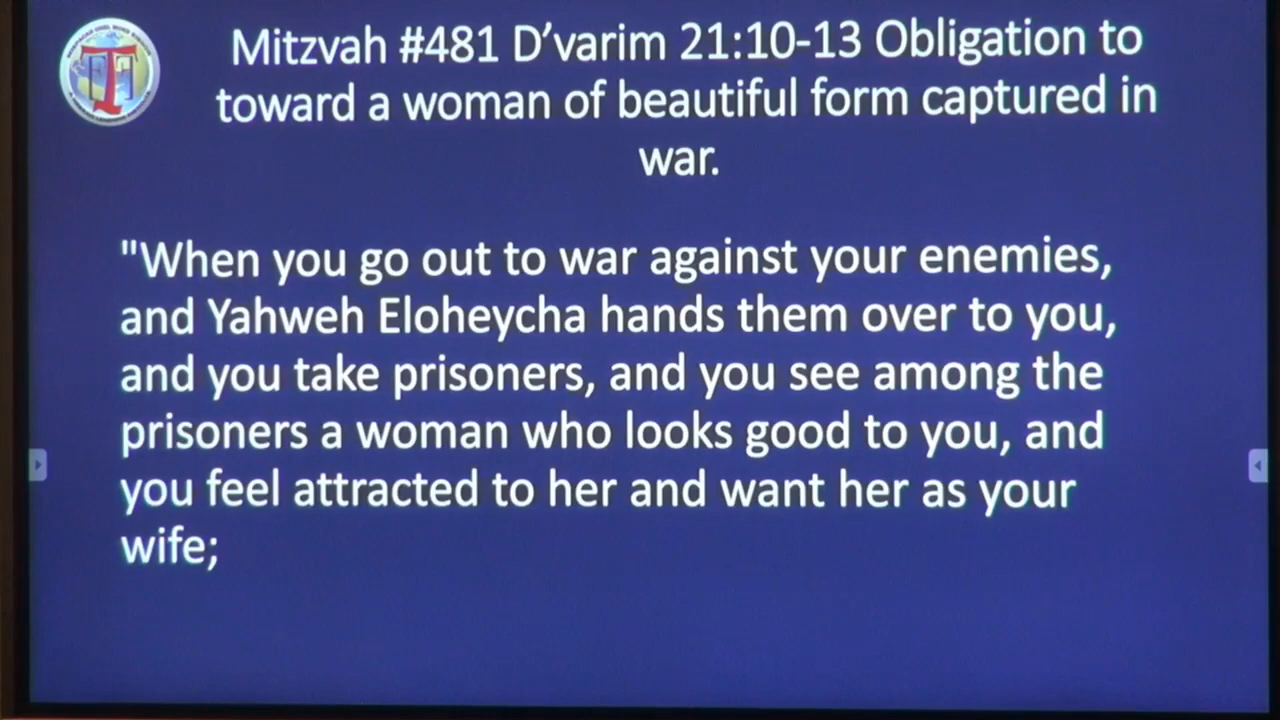 Mitzvah #481 D’varim 21:10-13 Obligation to
toward a woman of beautiful form captured in
war.
"When you go out to war against your enemies,
and Yahweh Eloheycha hands them over to you,
and you take prisoners, and you see among the
prisoners a woman who looks good to you, and
you feel attracted to her and want her as your
wife;